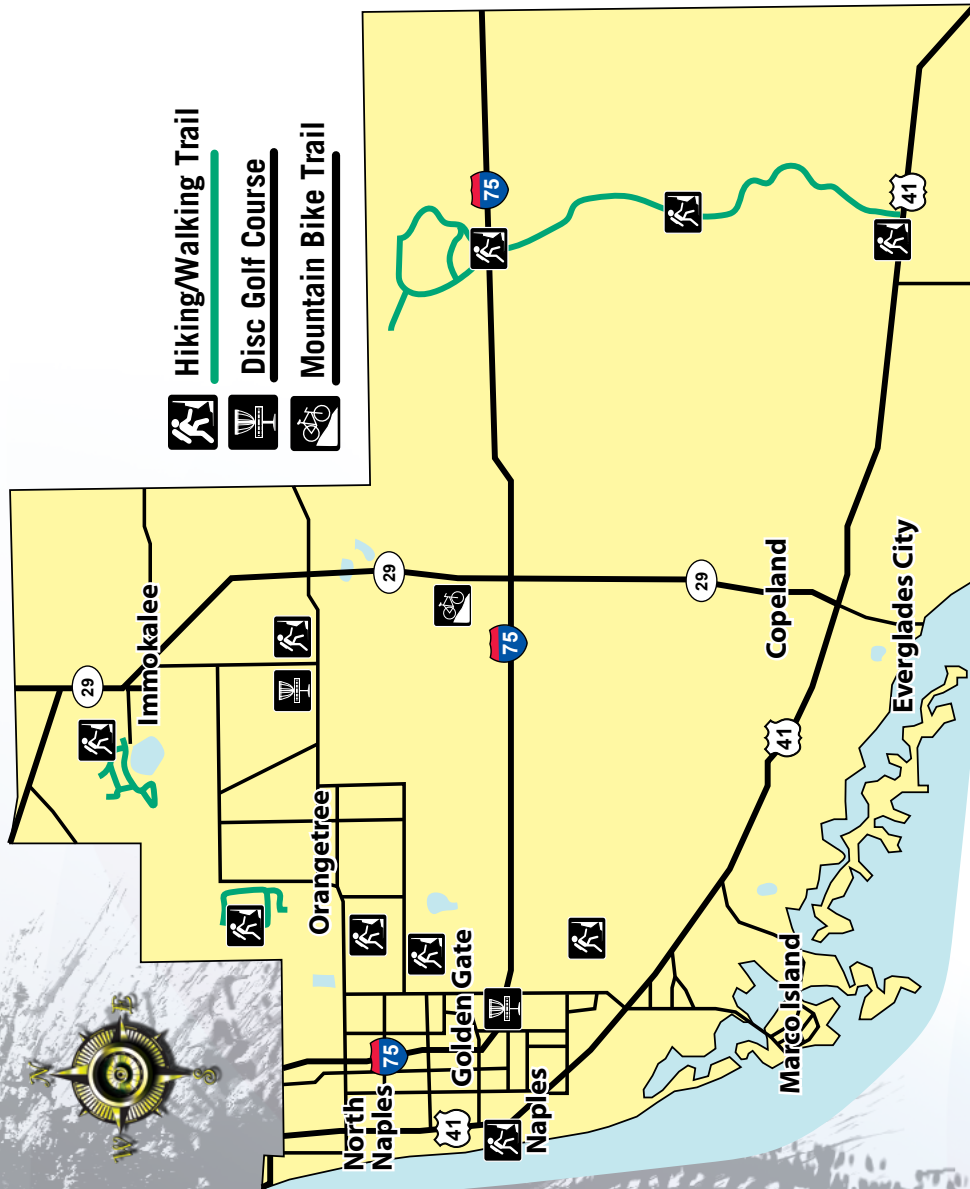 Hiking/Walking Trail
Disc Golf Course
Mountain Bike Trail
N
E
S
W
29
Immokalee
29
75
Orangetree
75
North
Naples
75
Golden Gate
41
Naples
29
Copeland
41
41
Marco Island
Everglades City